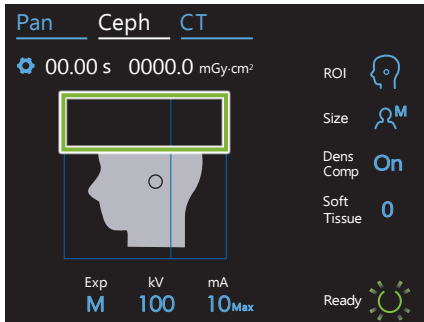 Pan Ceph CT
00.00 s 0000.0 mGy·cm²
ROI
Size M
Dens
Comp On
Soft
Tissue 0
Exp kV mA
M 100 10Max
Ready